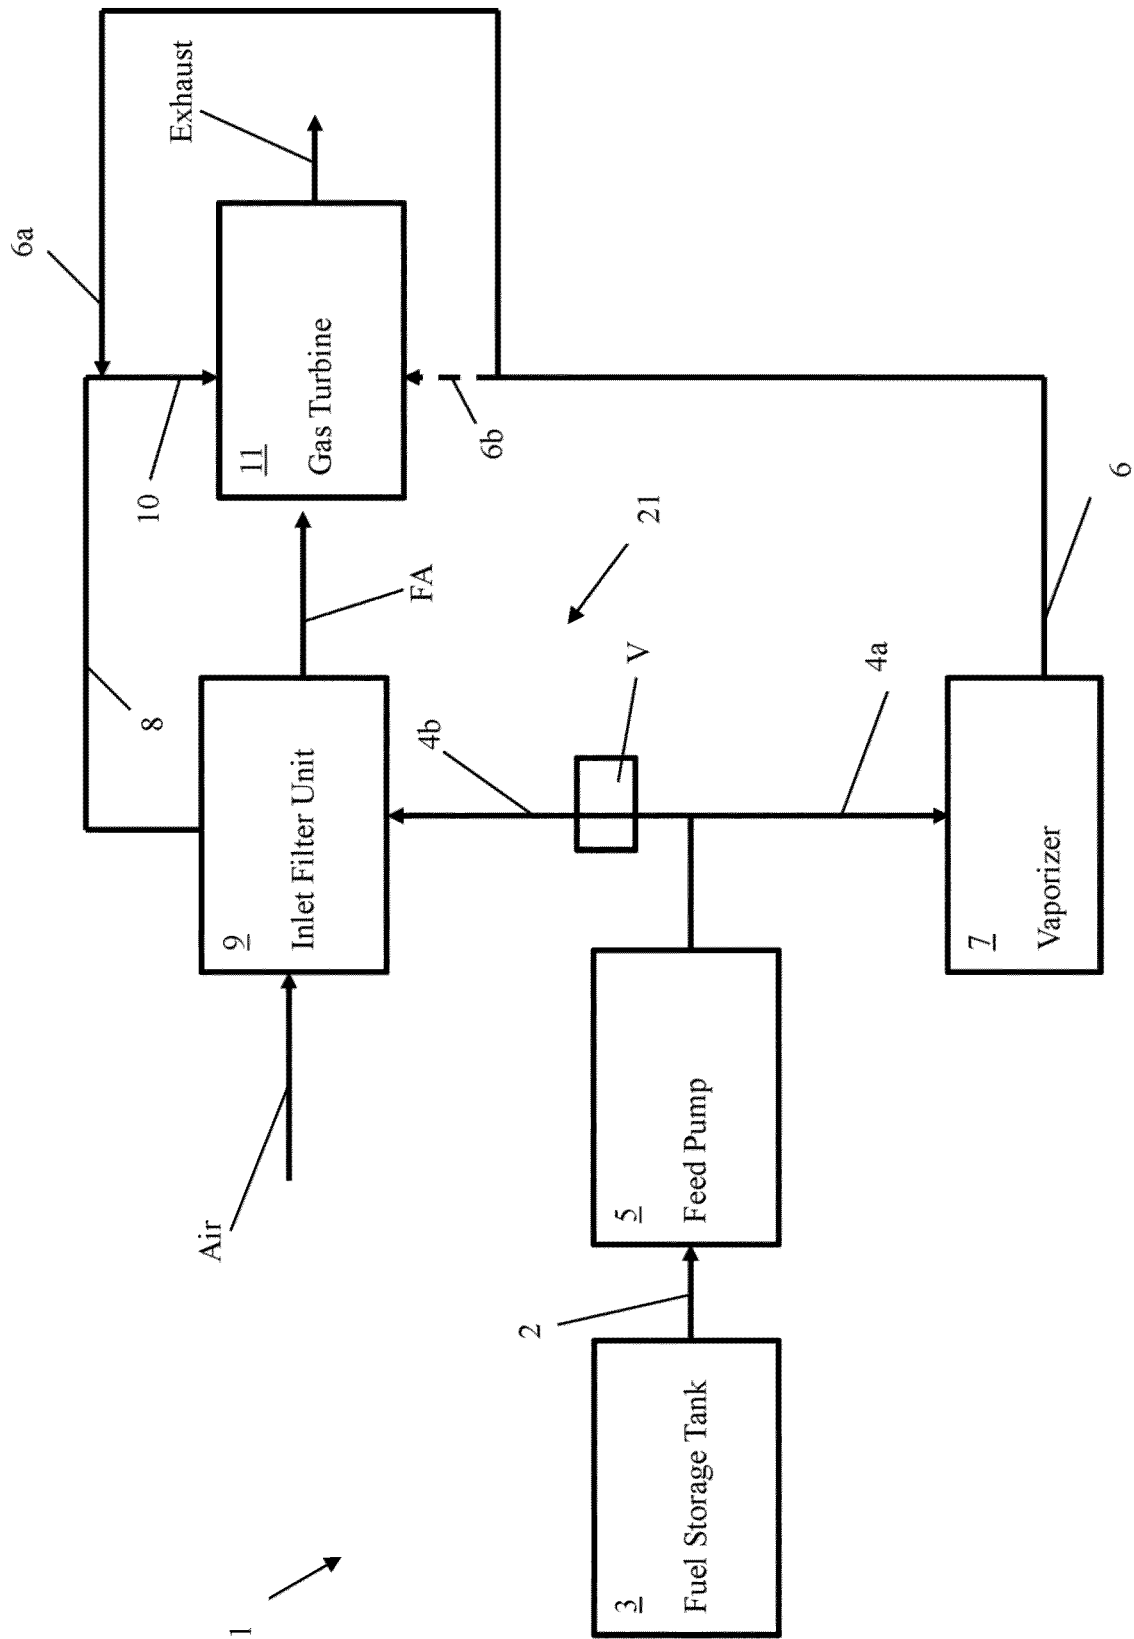 1
3
Fuel Storage Tank
2
5
Feed Pump
Air
9
Inlet Filter Unit
8
4b
V
4a
7
Vaporizer
FA
21
10
11
Gas Turbine
6a
6b
6
Exhaust